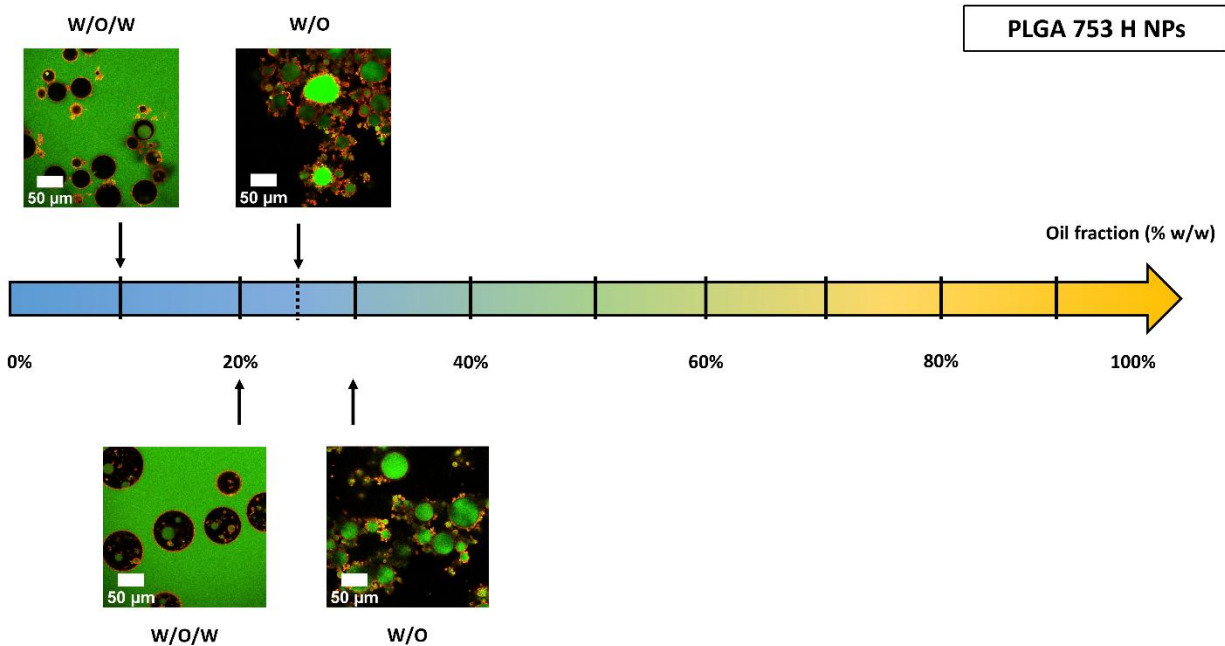 W/O/W
W/O
PLGA 753 H NPs
50 µm
50 µm
Oil fraction (% w/w)
0%
20%
40%
60%
80%
100%
50 µm
50 µm
W/O/W
W/O